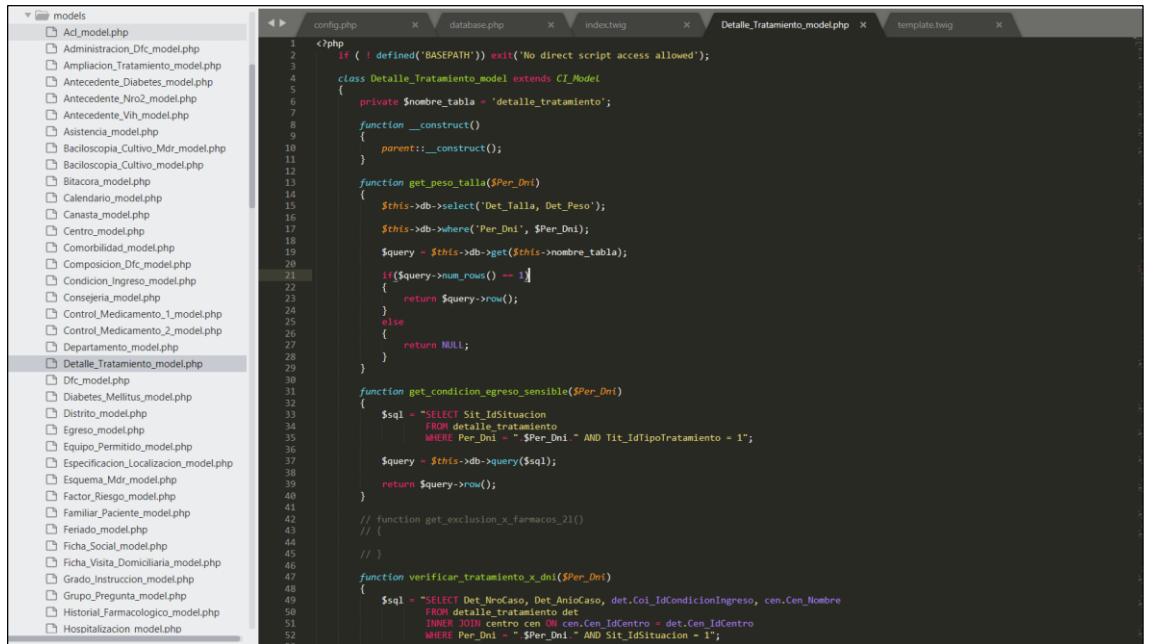 models
Acl_model.php
Administracion_Dfc_model.php
Ampliacion_Tratamiento_model.php
Antecedente_Diabetes_model.php
Antecedente_Nro2_model.php
Antecedente_Vih_model.php
Asistencia_model.php
Baciloscopia_Cultivo_Mdr_model.php
Baciloscopia_Cultivo_model.php
Bitacora_model.php
Calendario_model.php
Canasta_model.php
Centro_model.php
Comorbilidad_model.php
Composicion_Dfc_model.php
Condicion_Ingreso_model.php
Consejeria_model.php
Control_Medicamento_1_model.php
Control_Medicamento_2_model.php
Departamento_model.php
Detalle_Tratamiento_model.php
Dfc_model.php
Diabetes_Mellitus_model.php
Distrito_model.php
Egreso_model.php
Equipo_Permitido_model.php
Especificacion_Localizacion_model.php
Esquema_Mdr_model.php
Factor_Riesgo_model.php
Familiar_Paciente_model.php
Feriado_model.php
Ficha_Social_model.php
Ficha_Visita_Domiciliaria_model.php
Grado_Instruccion_model.php
Grupo_Pregunta_model.php
Historial_Farmacologico_model.php
Hospitalizacion_model.php
config.php × database.php × index.twig × Detalle_Tratamiento_model.php × template.twig ×
1 <?php
2 if ( ! defined('BASEPATH')) exit('No direct script access allowed');
3
4 class Detalle_Tratamiento_model extends CI_Model
5 {
6 private $nombre_tabla = 'detalle_tratamiento';
7
8 function __construct()
9 {
10 parent::__construct();
11 }
12
13 function get_peso_talla($Per_Dni)
14 {
15 $this->db->select('Det_Talla, Det_Peso');
16
17 $this->db->where('Per_Dni', $Per_Dni);
18
19 $query = $this->db->get($this->nombre_tabla);
20
21 if($query->num_rows() == 1)
22 {
23 return $query->row();
24 }
25 else
26 {
27 return NULL;
28 }
29 }
30
31 function get_condicion_egreso_sensible($Per_Dni)
32 {
33 $sql = "SELECT Sit_IdSituacion
34 FROM detalle_tratamiento
35 WHERE Per_Dni = ".$Per_Dni." AND Tit_IdTipoTratamiento = 1";
36
37 $query = $this->db->query($sql);
38
39 return $query->row();
40 }
41
42 // function get_exclusion_x_farmacos_2l()
43 // {
44
45 // }
46
47 function verificar_tratamiento_x_dni($Per_Dni)
48 {
49 $sql = "SELECT Det_NroCaso, Det_AnioCaso, det.Coi_IdCondicionIngreso, cen.Cen_Nombre
50 FROM detalle_tratamiento det
51 INNER JOIN centro cen ON cen.Cen_IdCentro = det.Cen_IdCentro
52 WHERE Per_Dni = ".$Per_Dni." AND Sit_IdSituacion = 1";